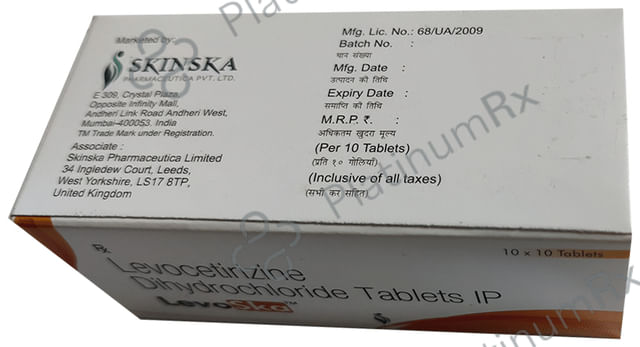 Marketed by:
SKINSKA
PHARMACEUTICA PVT. LTD.
E 309, Crystal Plaza,
Opposite Infinity Mall,
Andheri Link Road Andheri West,
Mumbai-400053. India
TM Trade Mark under Registration.
Associate :
Skinska Pharmaceutica Limited
34 Ingledew Court, Leeds,
West Yorkshire, LS17 8TP,
United Kingdom
Mfg. Lic. No.: 68/UA/2009
Batch No. :
थान संख्या
Mfg. Date :
उत्पादन की तिथि
Expiry Date :
समाप्ति की तिथि
M.R.P. ₹. :
अधिकतम खुदरा मूल्य
(Per 10 Tablets)
(प्रति १० गोलियाँ)
(Inclusive of all taxes)
(सभी कर सहित)
Rx
10 x 10 Tablets
Levocetirizine
Dihydrochloride Tablets IP
LevoSka™
SKINSKA
PlatinumRx
PlatinumRx